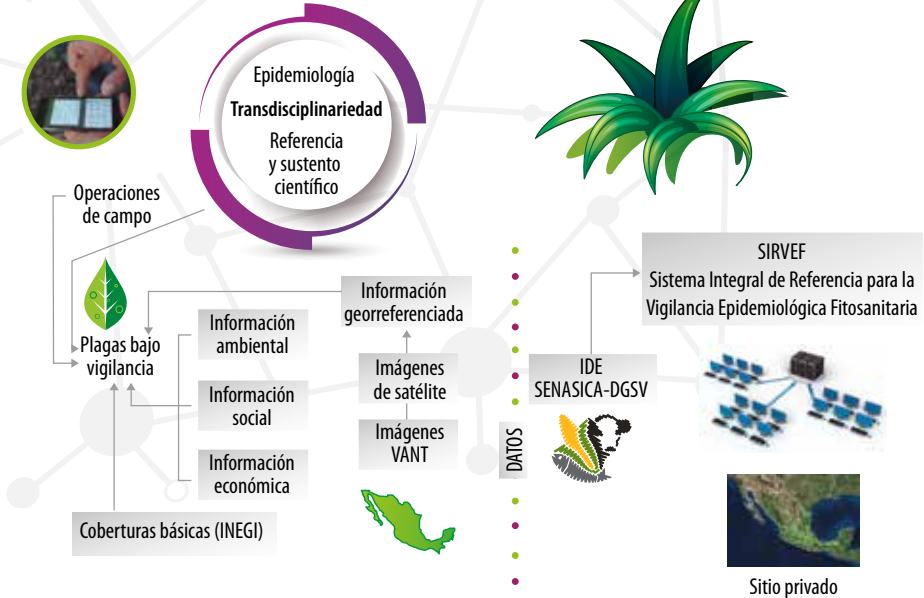 Epidemiología
Transdisciplinariedad
Referencia
y sustento
científico
Operaciones
de campo
Plagas bajo
vigilancia
Información
ambiental
Información
social
Información
económica
Coberturas básicas (INEGI)
Información
georreferenciada
Imágenes
de satélite
Imágenes
VANT
DATOS
IDE
SENASICA-DGSV
SIRVEF
Sistema Integral de Referencia para la
Vigilancia Epidemiológica Fitosanitaria
Sitio privado